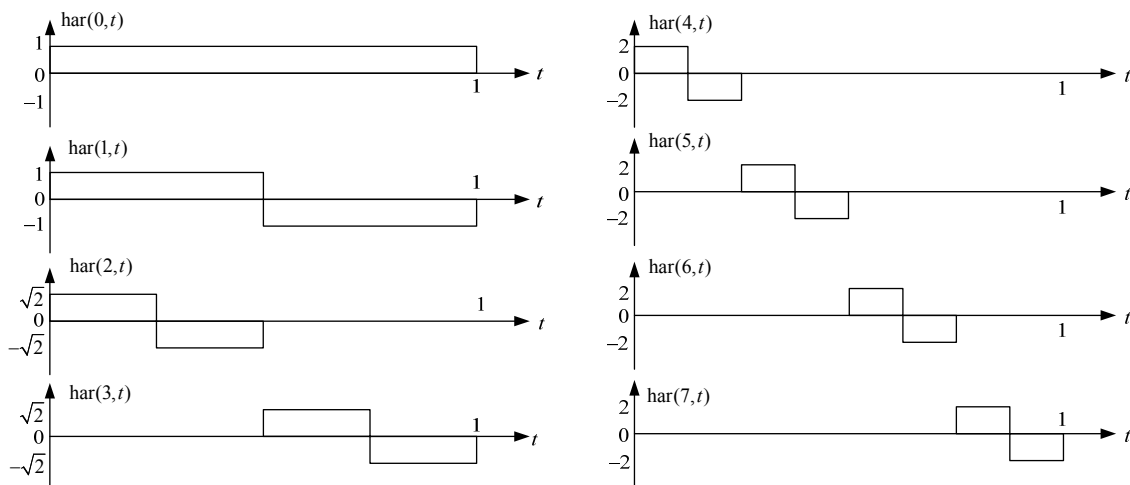 har(0,t)
1
0
−1
1
t
har(1,t)
1
0
−1
1
t
har(2,t)
√2
0
−√2
1
t
har(3,t)
√2
0
−√2
1
t
har(4,t)
2
0
−2
1
t
har(5,t)
2
0
−2
1
t
har(6,t)
2
0
−2
1
t
har(7,t)
2
0
−2
1
t